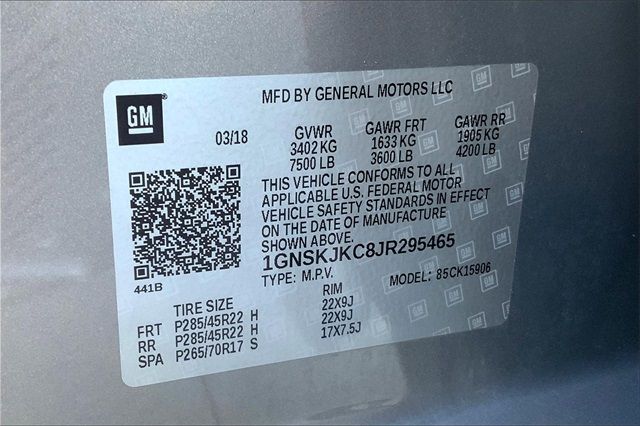 GM
MFD BY GENERAL MOTORS LLC
03/18 GVWR GAWR FRT GAWR RR
3402 KG 1633 KG 1905 KG
7500 LB 3600 LB 4200 LB
THIS VEHICLE CONFORMS TO ALL
APPLICABLE U.S. FEDERAL MOTOR
VEHICLE SAFETY STANDARDS IN EFFECT
ON THE DATE OF MANUFACTURE
SHOWN ABOVE.
1GNSKJKC8JR295465
441B
TYPE: M.P.V. MODEL: 85CK15906
TIRE SIZE RIM
FRT P285/45R22 H 22X9J
RR P285/45R22 H 22X9J
SPA P265/70R17 S 17X7.5J